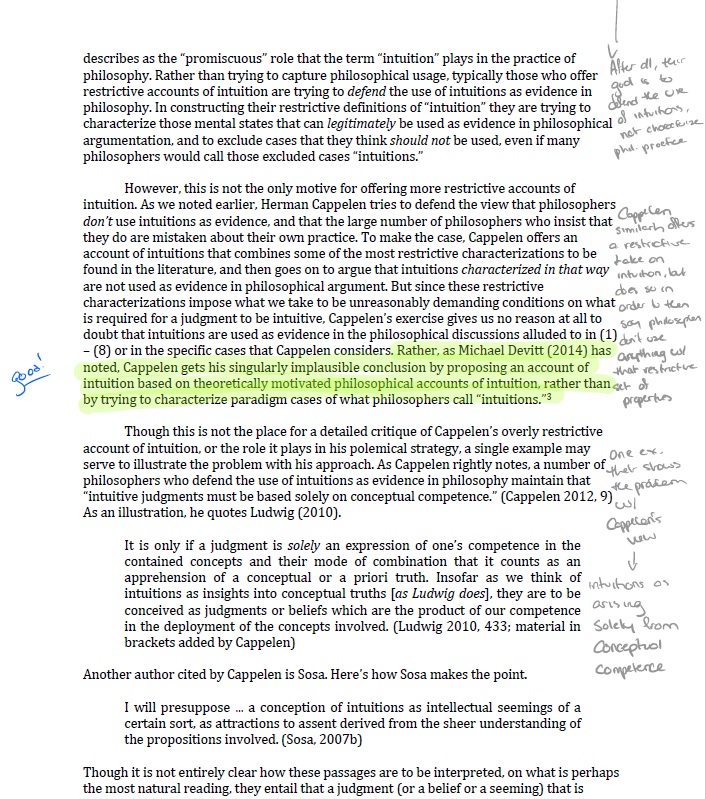 describes as the “promiscuous” role that the term “intuition” plays in the practice of
philosophy. Rather than trying to capture philosophical usage, typically those who offer
restrictive accounts of intuition are trying to defend the use of intuitions as evidence in
philosophy. In constructing their restrictive definitions of “intuition” they are trying to
characterize those mental states that can legitimately be used as evidence in philosophical
argumentation, and to exclude cases that they think should not be used, even if many
philosophers would call those excluded cases “intuitions.”
After all, their
goal is to
defend the use
of intuitions,
not characterize
phil. practice
However, this is not the only motive for offering more restrictive accounts of
intuition. As we noted earlier, Herman Cappelen tries to defend the view that philosophers
don’t use intuitions as evidence, and that the large number of philosophers who insist that
they do are mistaken about their own practice. To make the case, Cappelen offers an
account of intuitions that combines some of the most restrictive characterizations to be
found in the literature, and then goes on to argue that intuitions characterized in that way
are not used as evidence in philosophical argument. But since these restrictive
characterizations impose what we take to be unreasonably demanding conditions on what
is required for a judgment to be intuitive, Cappelen’s exercise gives us no reason at all to
doubt that intuitions are used as evidence in the philosophical discussions alluded to in (1)
– (8) or in the specific cases that Cappelen considers. Rather, as Michael Devitt (2014) has
noted, Cappelen gets his singularly implausible conclusion by proposing an account of
intuition based on theoretically motivated philosophical accounts of intuition, rather than
by trying to characterize paradigm cases of what philosophers call “intuitions.”3
good!
Cappelen
similarly offers
a restrictive
take on
intuition, but
does so in
order to then
say philosophers
don't use
anything w/
that restrictive
set of
properties
Though this is not the place for a detailed critique of Cappelen’s overly restrictive
account of intuition, or the role it plays in his polemical strategy, a single example may
serve to illustrate the problem with his approach. As Cappelen rightly notes, a number of
philosophers who defend the use of intuitions as evidence in philosophy maintain that
“intuitive judgments must be based solely on conceptual competence.” (Cappelen 2012, 9)
As an illustration, he quotes Ludwig (2010).
One ex.
that shows
the problem
w/
Cappelen's
view
intuitions as
arising
Solely from
Conceptual
Competence
It is only if a judgment is solely an expression of one’s competence in the
contained concepts and their mode of combination that it counts as an
apprehension of a conceptual or a priori truth. Insofar as we think of
intuitions as insights into conceptual truths [as Ludwig does], they are to be
conceived as judgments or beliefs which are the product of our competence
in the deployment of the concepts involved. (Ludwig 2010, 433; material in
brackets added by Cappelen)
Another author cited by Cappelen is Sosa. Here’s how Sosa makes the point.
I will presuppose … a conception of intuitions as intellectual seemings of a
certain sort, as attractions to assent derived from the sheer understanding of
the propositions involved. (Sosa, 2007b)
Though it is not entirely clear how these passages are to be interpreted, on what is perhaps
the most natural reading, they entail that a judgment (or a belief or a seeming) that is